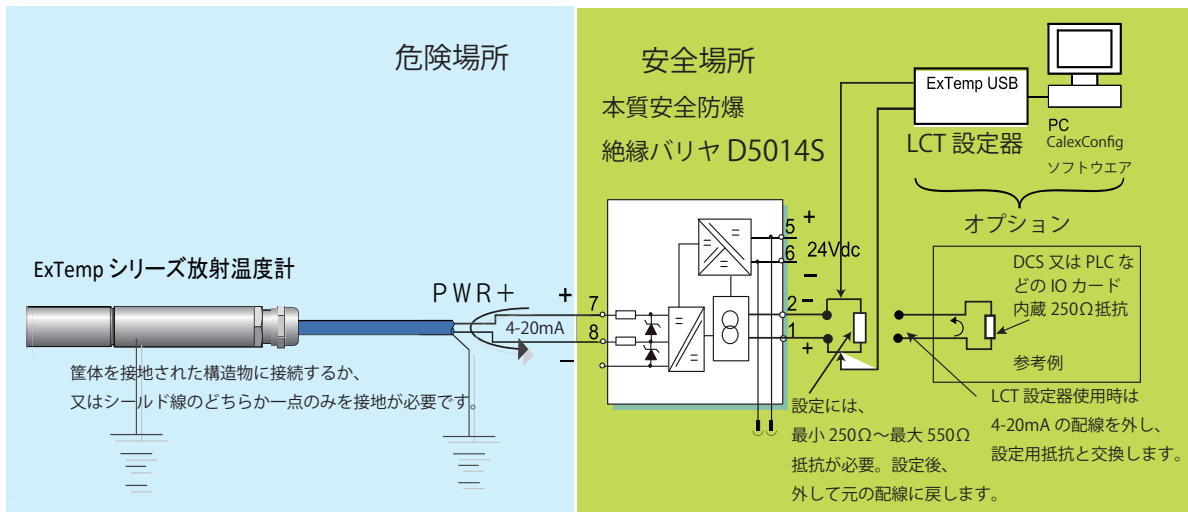 危険場所
ExTemp シリーズ放射温度計
PWR＋
4-20mA
+
−
7
8
筐体を接地された構造物に接続するか、
又はシールド線のどちらか一点のみを接地が必要です。
安全場所
本質安全防爆
絶縁バリヤ D5014S
5
+
24Vdc
6
−
2
−
1
+
ExTemp USB
LCT 設定器
PC
CalexConfig
ソフトウエア
オプション
DCS 又は PLC な
どの IO カード
内蔵 250Ω抵抗
参考例
設定には、
最小 250Ω～最大 550Ω
抵抗が必要。設定後、
外して元の配線に戻します。
LCT 設定器使用時は
4-20mA の配線を外し、
設定用抵抗と交換します。